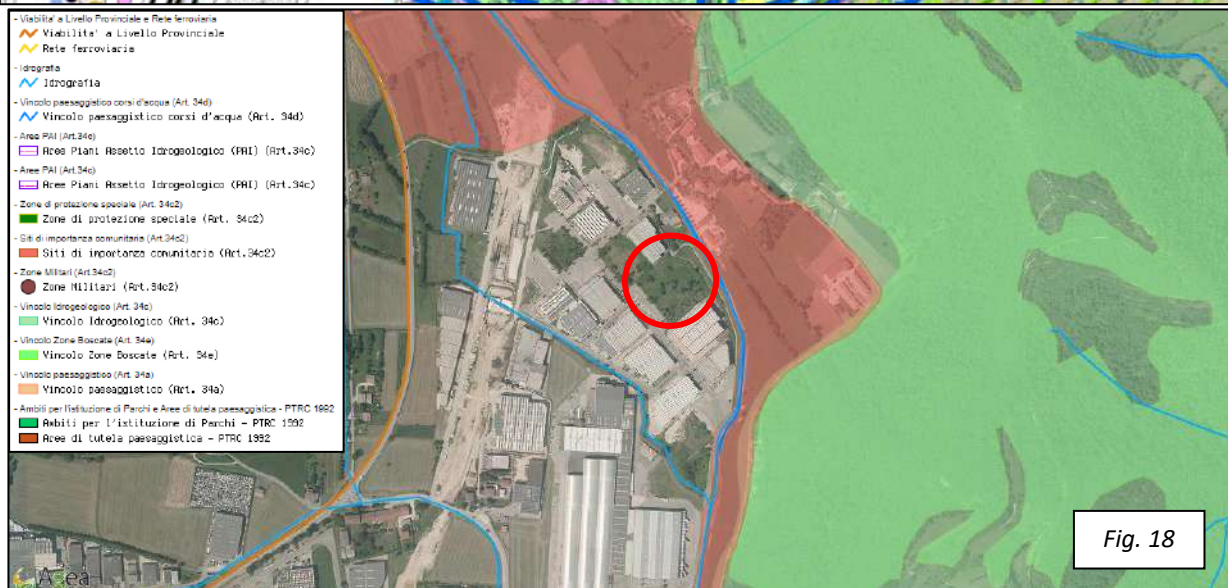 - Viabilita' a Livello Provinciale e Rete ferroviaria
Viabilita' a Livello Provinciale
Rete ferroviaria
- Idrografia
Idrografia
- Vincolo paesaggistico corsi d'acqua (Art. 34d)
Vincolo paesaggistico corsi d'acqua (Art. 34d)
- Aree PAI (Art.34c)
Aree Piani Assetto Idrogeologico (PAI) (Art.34c)
- Aree PAI (Art.34c)
Aree Piani Assetto Idrogeologico (PAI) (Art.34c)
- Zone di protezione speciale (Art. 34c2)
Zone di protezione speciale (Art. 34c2)
- Siti di importanza comunitaria (Art.34c2)
Siti di importanza comunitaria (Art.34c2)
- Zone Militari (Art.34c2)
Zone Militari (Art.34c2)
- Vincolo Idrogeologico (Art. 34c)
Vincolo Idrogeologico (Art. 34c)
- Vincolo Zone Boscate (Art. 34e)
Vincolo Zone Boscate (Art. 34e)
- Vincolo paesaggistico (Art. 34a)
Vincolo paesaggistico (Art. 34a)
- Ambiti per l'istituzione di Parchi e Aree di tutela paesaggistica - PTRC 1992
Ambiti per l'istituzione di Parchi - PTRC 1992
Aree di tutela paesaggistica - PTRC 1992
Fig. 18